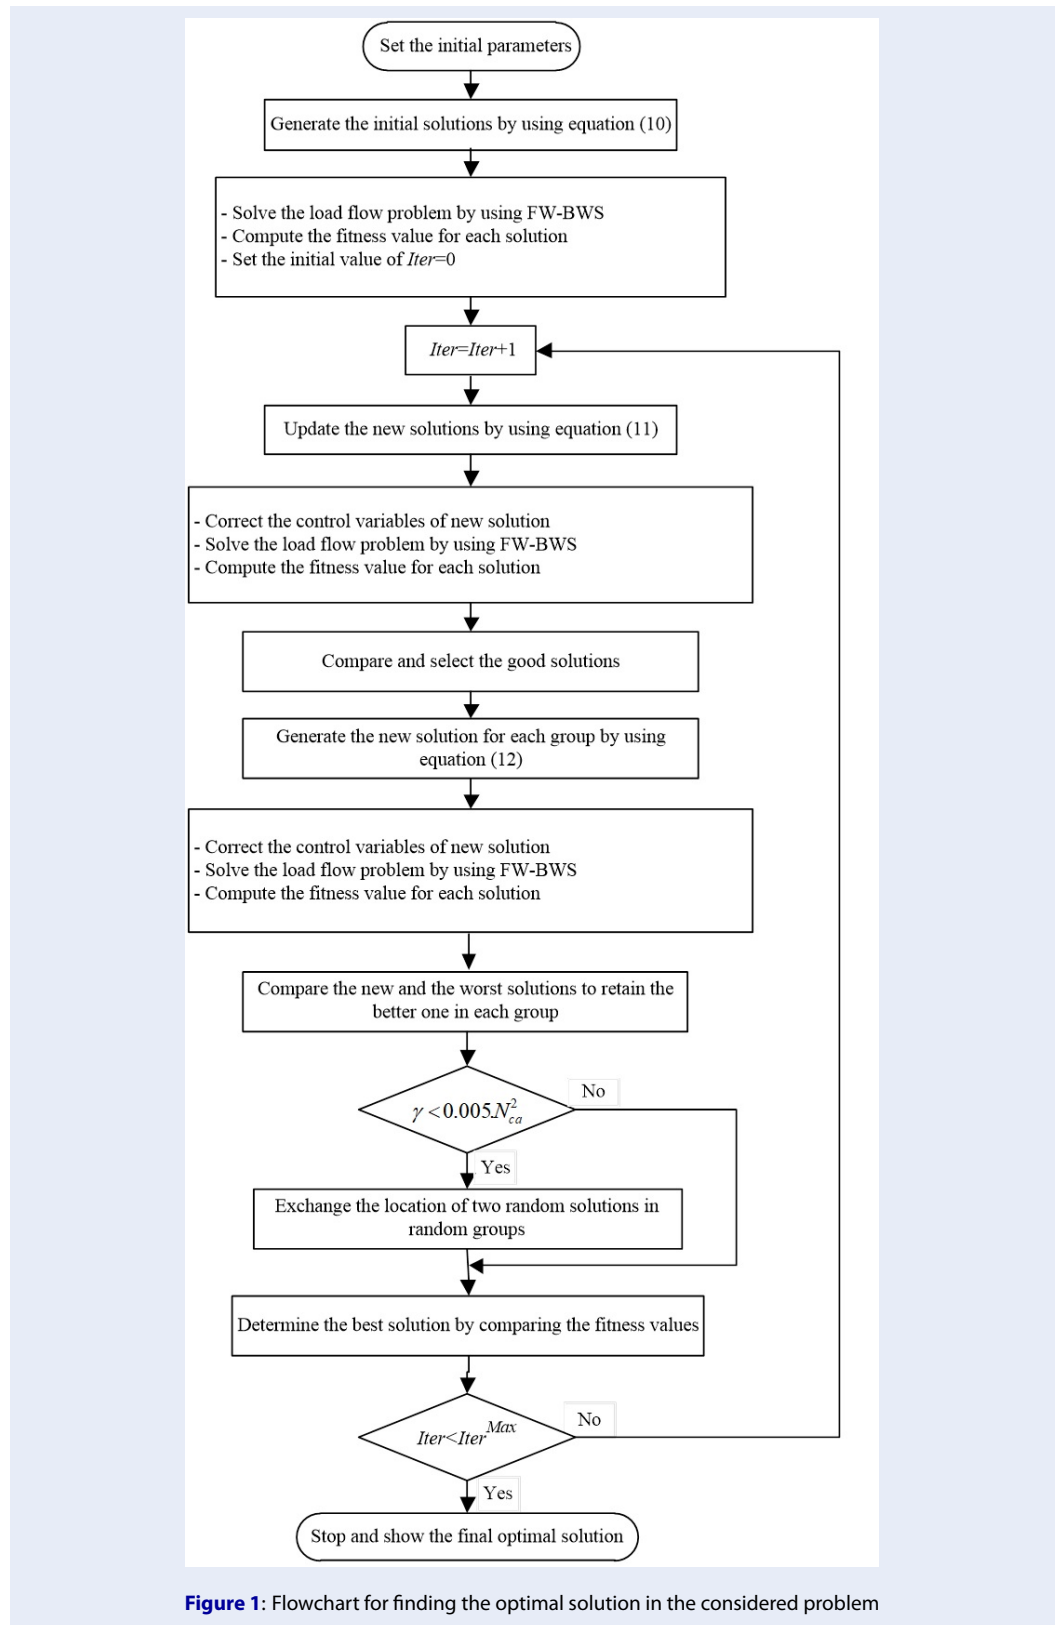 Set the initial parameters
Generate the initial solutions by using equation (10)
- Solve the load flow problem by using FW-BWS
- Compute the fitness value for each solution
- Set the initial value of Iter=0
Iter=Iter+1
Update the new solutions by using equation (11)
- Correct the control variables of new solution
- Solve the load flow problem by using FW-BWS
- Compute the fitness value for each solution
Compare and select the good solutions
Generate the new solution for each group by using
equation (12)
- Correct the control variables of new solution
- Solve the load flow problem by using FW-BWS
- Compute the fitness value for each solution
Compare the new and the worst solutions to retain the
better one in each group
No
γ<0.005.N²ca
Yes
Exchange the location of two random solutions in
random groups
Determine the best solution by comparing the fitness values
No
Iter<Iter^Max
Yes
Stop and show the final optimal solution
Figure 1: Flowchart for finding the optimal solution in the considered problem